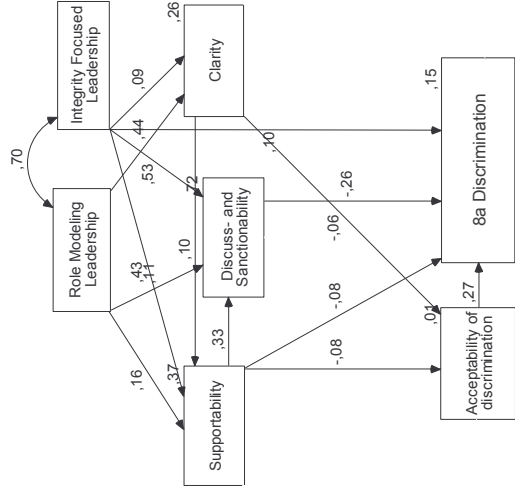 ,70
Role Modeling
Leadership
Integrity Focused
Leadership
,26
,09
,44
,53
,72
Clarity
,16
,43
,11
,10
,37
Supportability
,33
Discuss- and
Sanctionability
,10
-,06
-,26
-,08
-,08
,01
,15
Acceptability of
discrimination
,27
8a Discrimination